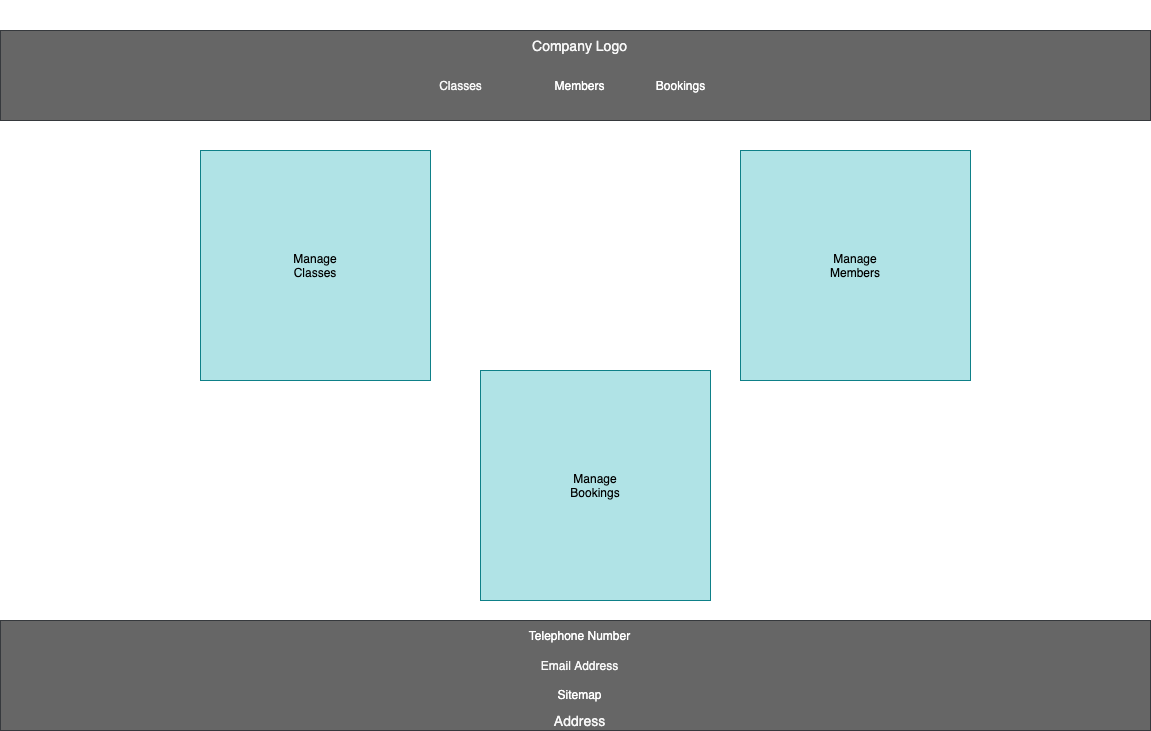 Company Logo
Classes Members Bookings
Manage
Classes
Manage
Members
Manage
Bookings
Telephone Number
Email Address
Sitemap
Address